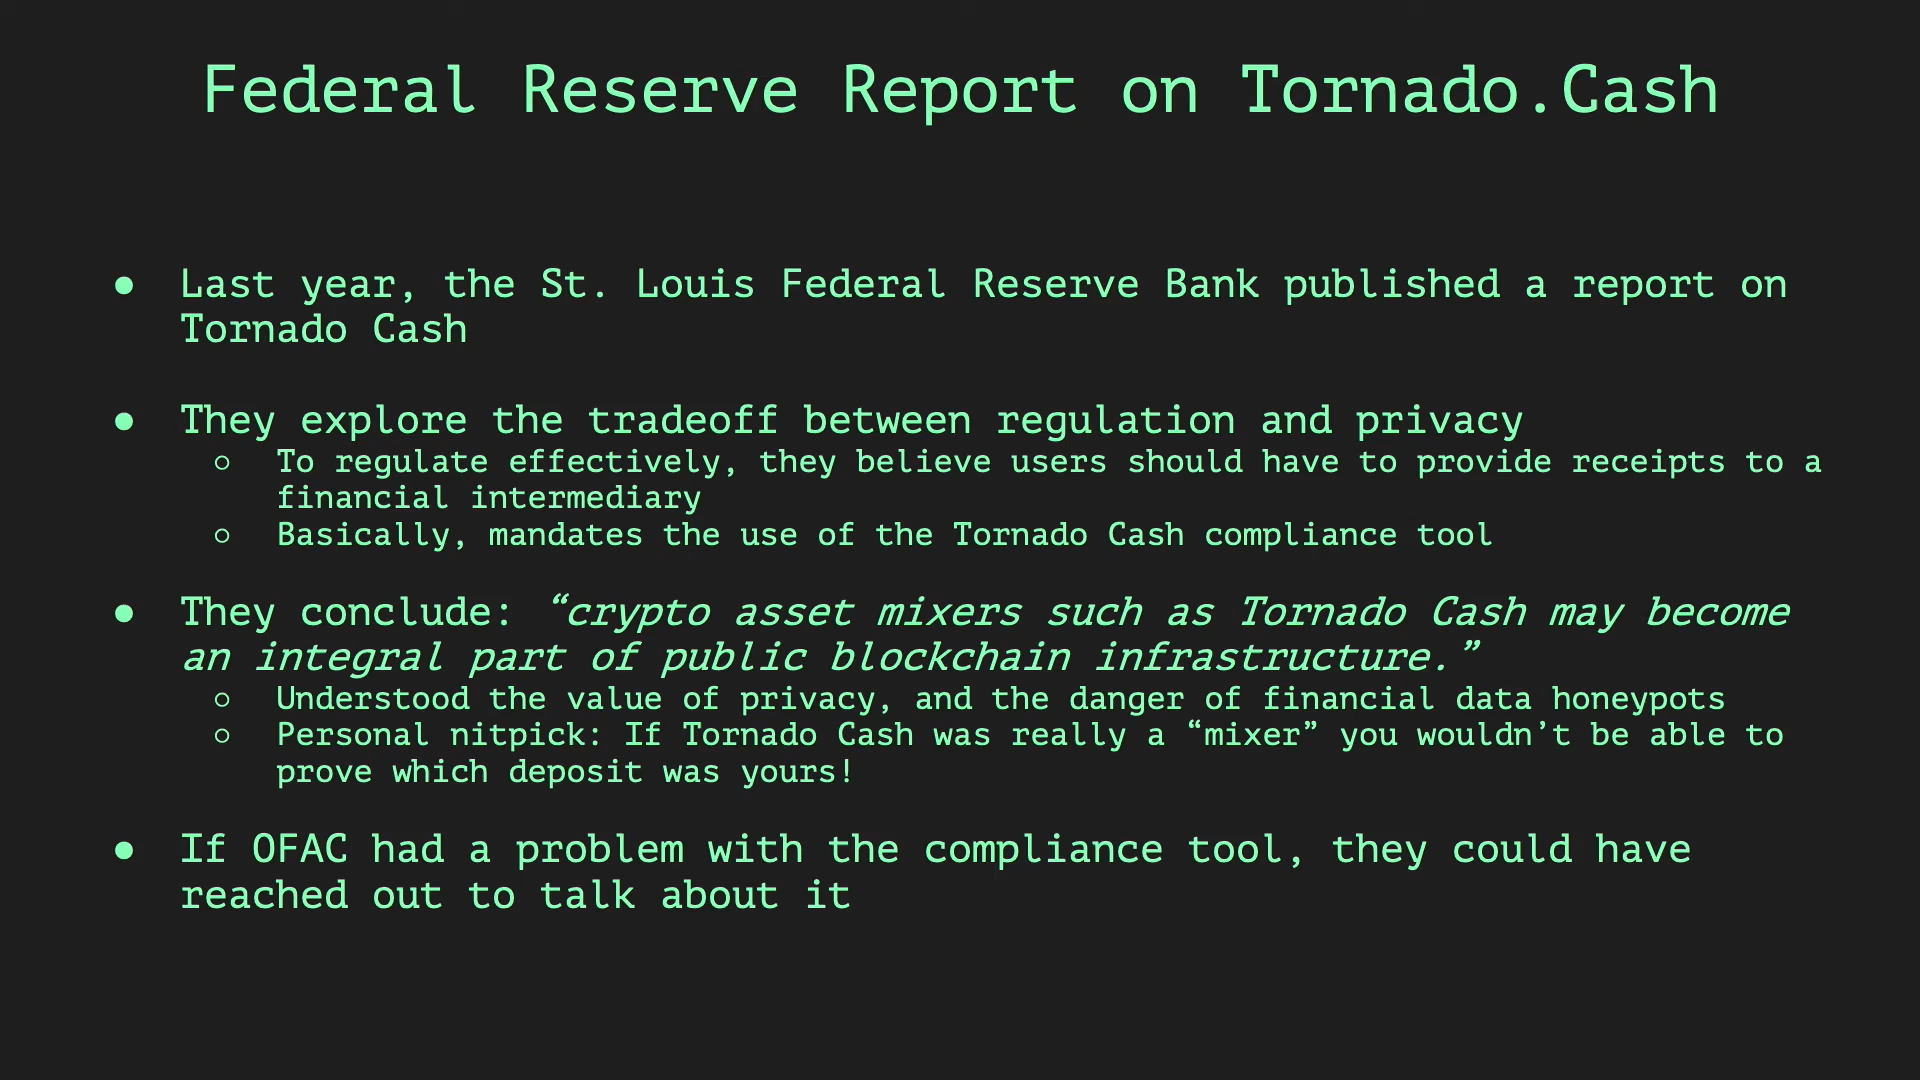 Federal Reserve Report on Tornado.Cash
● Last year, the St. Louis Federal Reserve Bank published a report on
Tornado Cash
● They explore the tradeoff between regulation and privacy
○ To regulate effectively, they believe users should have to provide receipts to a
financial intermediary
○ Basically, mandates the use of the Tornado Cash compliance tool
● They conclude: “crypto asset mixers such as Tornado Cash may become
an integral part of public blockchain infrastructure.”
○ Understood the value of privacy, and the danger of financial data honeypots
○ Personal nitpick: If Tornado Cash was really a “mixer” you wouldn’t be able to
prove which deposit was yours!
● If OFAC had a problem with the compliance tool, they could have
reached out to talk about it